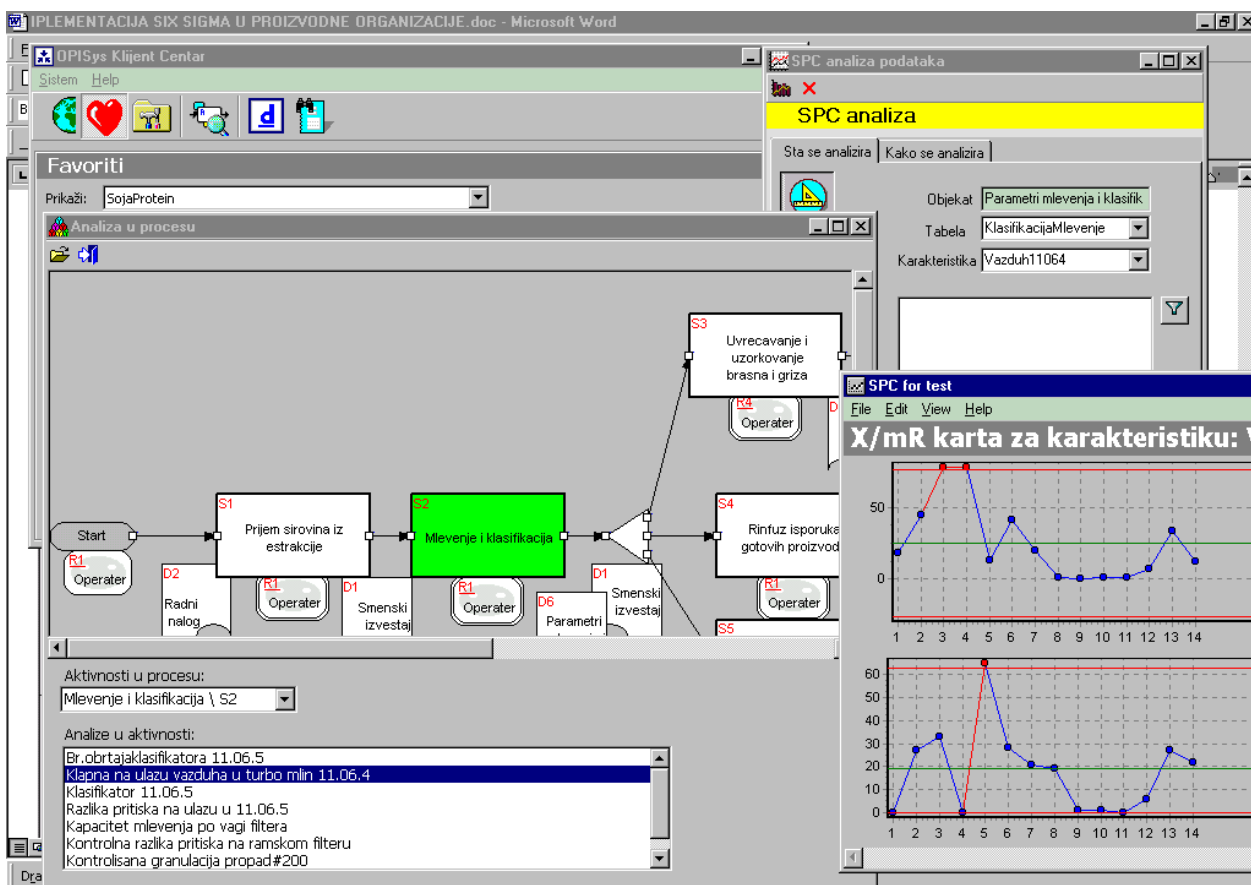 IPLEMENTACIJA SIX SIGMA U PROIZVODNE ORGANIZACIJE.doc - Microsoft Word
OPISys Klijent Centar
Sistem Help
Favoriti
Prikaži: SojaProtein
Analiza u procesu
Start
R1
Operater
S1
Prijem sirovina iz
estrakcije
D2
Radni
nalog
R1
Operater
S2
Mlevenje i klasifikacija
D1
Smenski
izvestaj
R1
Operater
D6
Parametri
D1
Smenski
izvestaj
S3
Uvrecavanje i
uzorkovanje
brasna i griza
R4
Operater
D
S4
Rinfuz isporuka
gotovih proizvod
R1
Operater
S5
Aktivnosti u procesu:
Mlevenje i klasifikacija \ S2
Analize u aktivnosti:
Br.obrtajaklasifikatora 11.06.5
Klapna na ulazu vazduha u turbo mlin 11.06.4
Klasifikator 11.06.5
Razlika pritiska na ulazu u 11.06.5
Kapacitet mlevenja po vagi filtera
Kontrolna razlika pritiska na ramskom filteru
Kontrolisana granulacija propad#200
Dra
SPC analiza podataka
SPC analiza
Sta se analizira Kako se analizira
Objekat Parametri mlevenja i klasifik
Tabela KlasifikacijaMlevenje
Karakteristika Vazduh11064
SPC for test
File Edit View Help
X/mR karta za karakteristiku: V
50
0
1 2 3 4 5 6 7 8 9 10 11 12 13 14
60
50
40
30
20
10
0
1 2 3 4 5 6 7 8 9 10 11 12 13 14